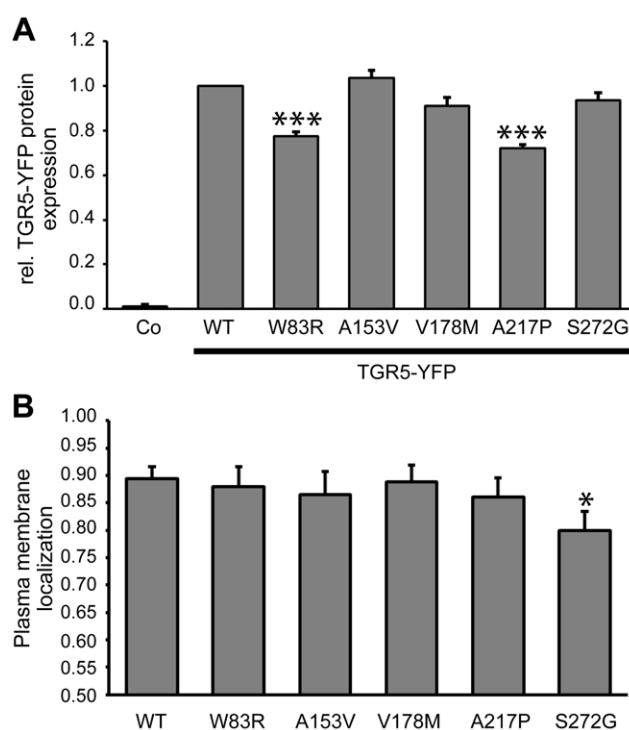 A
rel. TGR5-YFP protein
expression
1.2
1.0
0.8
0.6
0.4
0.2
0.0
***
***
Co WT W83R A153V V178M A217P S272G
TGR5-YFP
B
Plasma membrane
localization
1.00
0.95
0.90
0.85
0.80
0.75
0.70
0.65
0.60
0.55
0.50
*
WT W83R A153V V178M A217P S272G